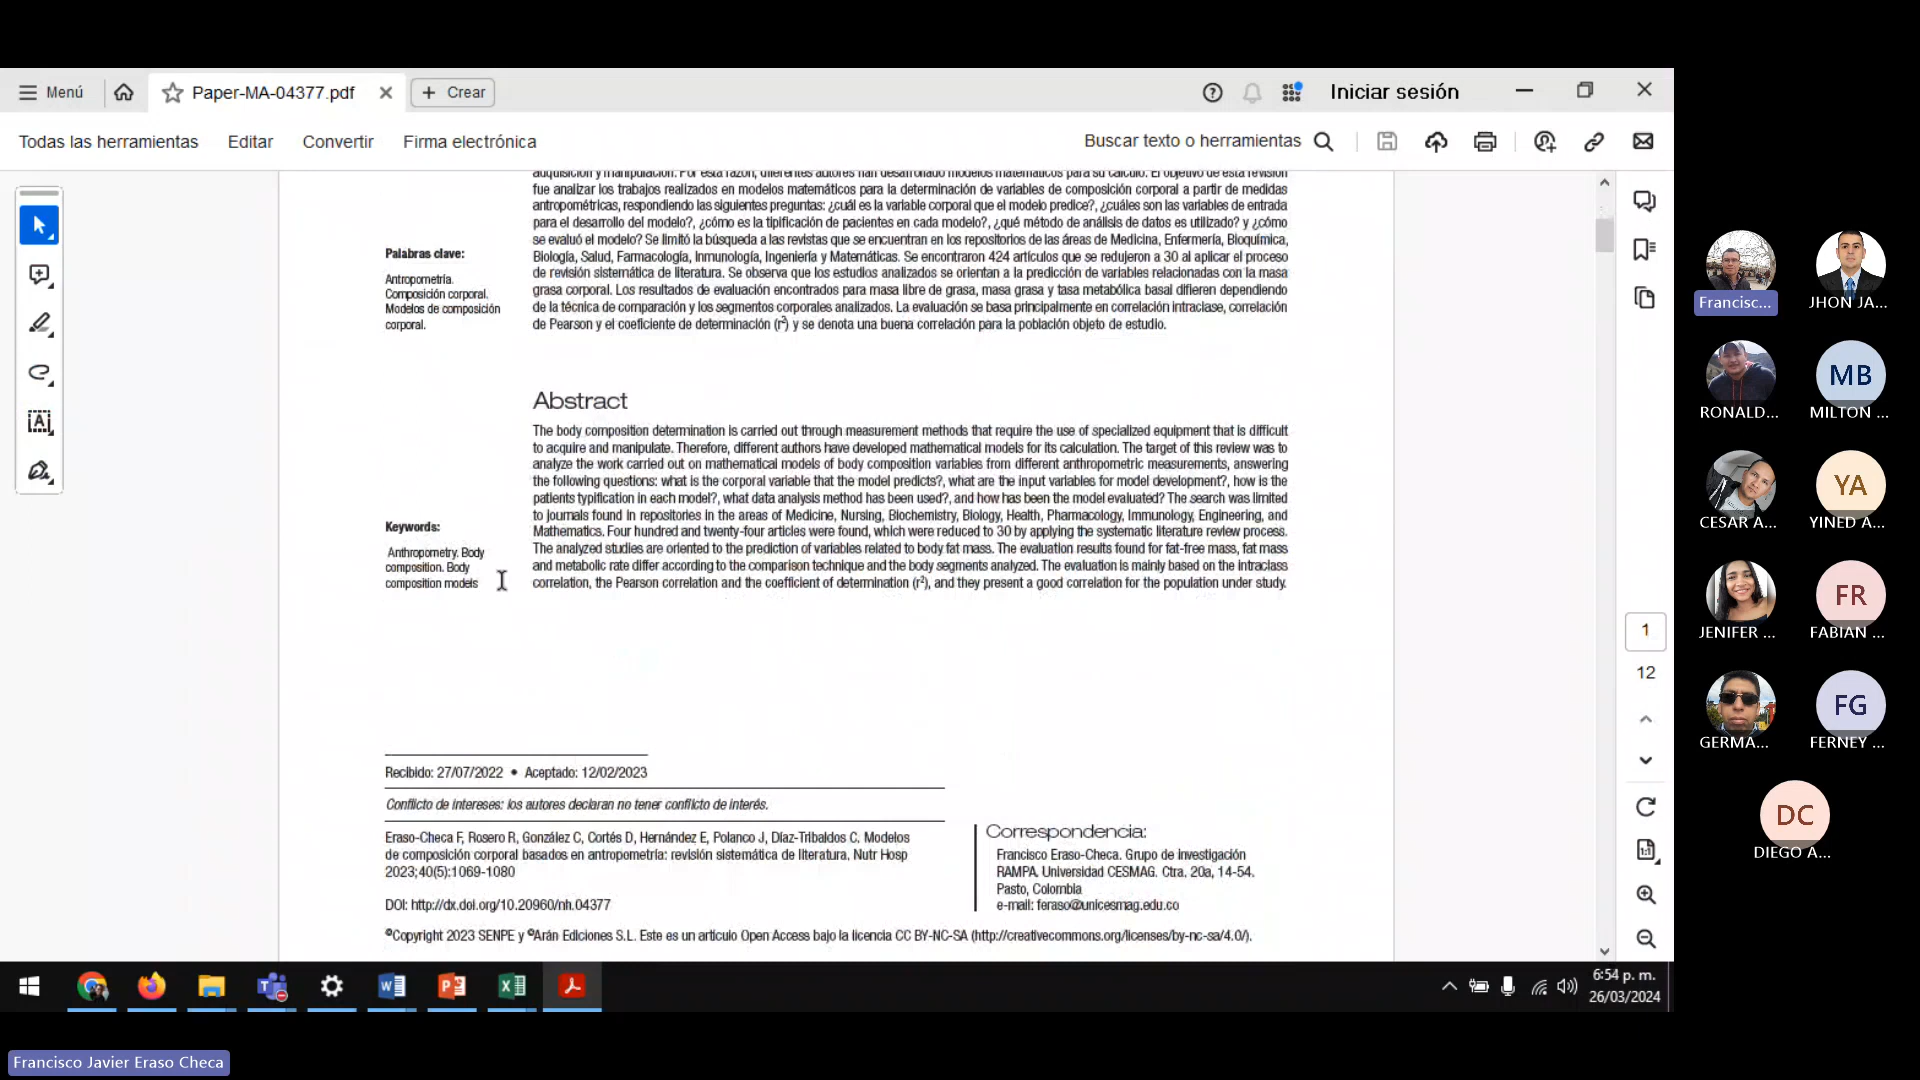 Menú
Paper-MA-04377.pdf
Crear
Iniciar sesión
Todas las herramientas
Editar
Convertir
Firma electrónica
Buscar texto o herramientas
adquisición y manipulación. Por esta razón, diferentes autores han desarrollado modelos matemáticos para su cálculo. El objetivo de esta revisión
fue analizar los trabajos realizados en modelos matemáticos para la determinación de variables de composición corporal a partir de medidas
antropométricas, respondiendo las siguientes preguntas: ¿cuál es la variable corporal que el modelo predice?, ¿cuáles son las variables de entrada
para el desarrollo del modelo?, ¿cómo es la tipificación de pacientes en cada modelo?, ¿qué método de análisis de datos es utilizado? y ¿cómo
se evaluó el modelo? Se limitó la búsqueda a las revistas que se encuentran en los repositorios de las áreas de Medicina, Enfermería, Bioquímica,
Biología, Salud, Farmacología, Inmunología, Ingeniería y Matemáticas. Se encontraron 424 artículos que se redujeron a 30 al aplicar el proceso
de revisión sistemática de literatura. Se observa que los estudios analizados se orientan a la predicción de variables relacionadas con la masa
grasa corporal. Los resultados de evaluación encontrados para masa libre de grasa, masa grasa y tasa metabólica basal difieren dependiendo
de la técnica de comparación y los segmentos corporales analizados. La evaluación se basa principalmente en correlación intraclase, correlación
de Pearson y el coeficiente de determinación (r²) y se denota una buena correlación para la población objeto de estudio.
Palabras clave:
Antropometría.
Composición corporal.
Modelos de composición
corporal.
Abstract
The body composition determination is carried out through measurement methods that require the use of specialized equipment that is difficult
to acquire and manipulate. Therefore, different authors have developed mathematical models for its calculation. The target of this review was to
analyze the work carried out on mathematical models of body composition variables from different anthropometric measurements, answering
the following questions: what is the corporal variable that the model predicts?, what are the input variables for model development?, how is the
patients typification in each model?, what data analysis method has been used?, and how has been the model evaluated? The search was limited
to journals found in repositories in the areas of Medicine, Nursing, Biochemistry, Biology, Health, Pharmacology, Immunology, Engineering, and
Mathematics. Four hundred and twenty-four articles were found, which were reduced to 30 by applying the systematic literature review process.
The analyzed studies are oriented to the prediction of variables related to body fat mass. The evaluation results found for fat-free mass, fat mass
and metabolic rate differ according to the comparison technique and the body segments analyzed. The evaluation is mainly based on the intraclass
correlation, the Pearson correlation and the coefficient of determination (r²), and they present a good correlation for the population under study.
Keywords:
Anthropometry. Body
composition. Body
composition models
Recibido: 27/07/2022 • Aceptado: 12/02/2023
Conflicto de intereses: los autores declaran no tener conflicto de interés.
Eraso-Checa F, Rosero R, González C, Cortés D, Hernández E, Polanco J, Díaz-Tribaldos C. Modelos
de composición corporal basados en antropometría: revisión sistemática de literatura. Nutr Hosp
2023;40(5):1069-1080
DOI: http://dx.doi.org/10.20960/nh.04377
Correspondencia:
Francisco Eraso-Checa. Grupo de investigación
RAMPA. Universidad CESMAG. Ctra. 20a, 14-54.
Pasto, Colombia
e-mail: feraso@unicesmag.edu.co
©Copyright 2023 SENPE y ©Arán Ediciones S.L. Este es un artículo Open Access bajo la licencia CC BY-NC-SA (http://creativecommons.org/licenses/by-nc-sa/4.0/).
1
12
6:54 p. m.
26/03/2024
Francisc...
JHON JA...
RONALD...
MB
MILTON ...
CESAR A...
YA
YINED A...
JENIFER ...
FR
FABIAN ...
GERMA...
FG
FERNEY ...
DC
DIEGO A...
Francisco Javier Eraso Checa